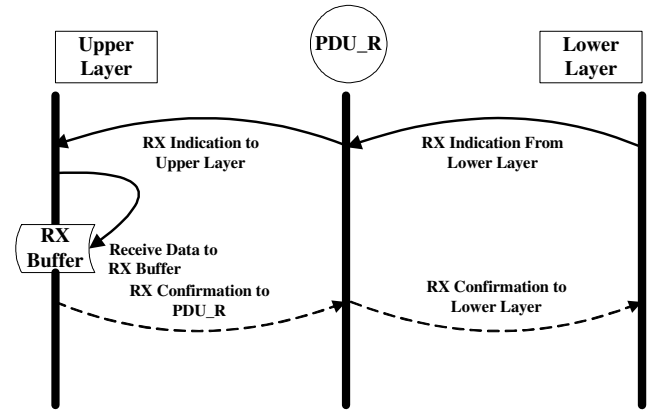 Upper
Layer
PDU_R
Lower
Layer
RX Indication to
Upper Layer
RX Indication From
Lower Layer
RX
Buffer
Receive Data to
RX Buffer
RX Confirmation to
PDU_R
RX Confirmation to
Lower Layer